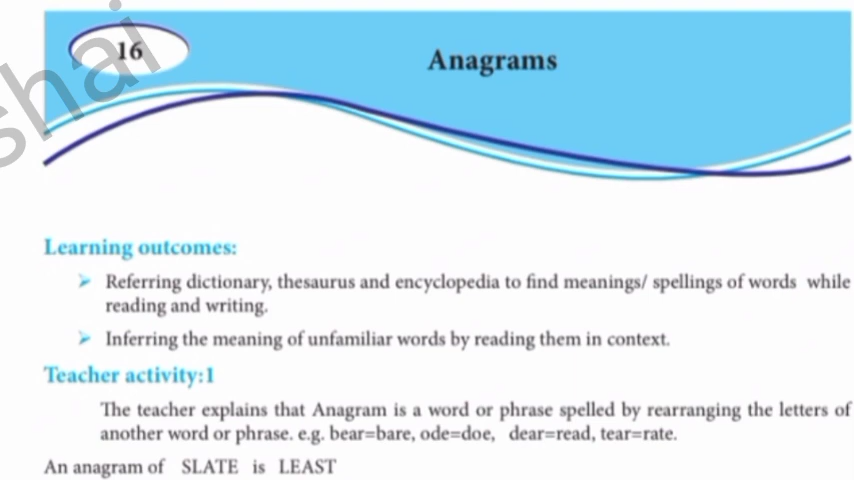 shai
16
Anagrams
Learning outcomes:
➢ Referring dictionary, thesaurus and encyclopedia to find meanings/ spellings of words while
reading and writing.
➢ Inferring the meaning of unfamiliar words by reading them in context.
Teacher activity:1
The teacher explains that Anagram is a word or phrase spelled by rearranging the letters of
another word or phrase. e.g. bear=bare, ode=doe, dear=read, tear=rate.
An anagram of SLATE is LEAST